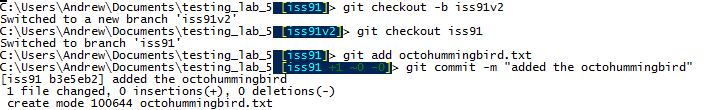 C:\Users\Andrew\Documents\testing_lab_5 [iss91]> git checkout -b iss91v2
Switched to a new branch 'iss91v2'
C:\Users\Andrew\Documents\testing_lab_5 [iss91v2]> git checkout iss91
Switched to branch 'iss91'
C:\Users\Andrew\Documents\testing_lab_5 [iss91]> git add octohummingbird.txt
C:\Users\Andrew\Documents\testing_lab_5 [iss91 +1 ~0 -0]> git commit -m "added the octohummingbird"
[iss91 b3e5eb2] added the octohummingbird
1 file changed, 0 insertions(+), 0 deletions(-)
create mode 100644 octohummingbird.txt